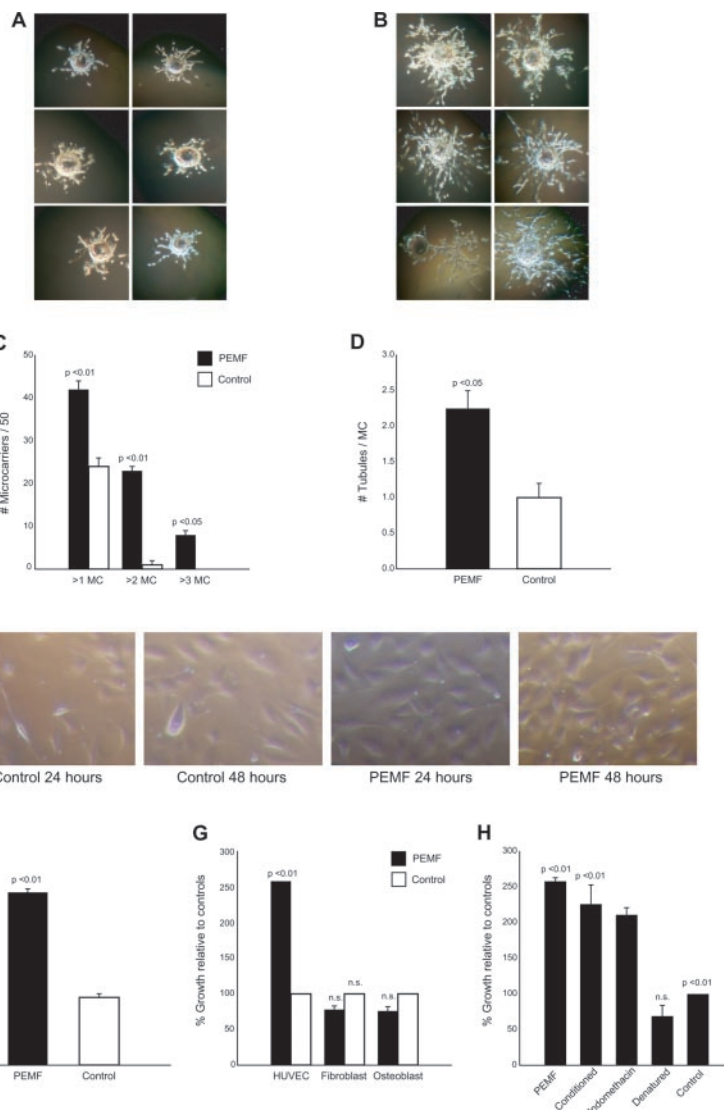 A
B
C
PEMF
Control
p <0.01
p <0.01
p <0.05
# Microcarriers / 50
50
40
30
20
10
0
>1 MC
>2 MC
>3 MC
D
p <0.05
# Tubules / MC
3.0
2.5
2.0
1.5
1.0
0.5
0.0
PEMF
Control
Control 24 hours
Control 48 hours
PEMF 24 hours
PEMF 48 hours
p <0.01
PEMF
Control
G
PEMF
Control
p <0.01
n.s.
n.s.
% Growth relative to controls
300
250
200
150
100
50
0
HUVEC
Fibroblast
Osteoblast
H
p <0.01
p <0.01
n.s.
p <0.01
% Growth relative to controls
300
250
200
150
100
50
0
PEMF
Conditioned
ndomethacin
Denatured
Control